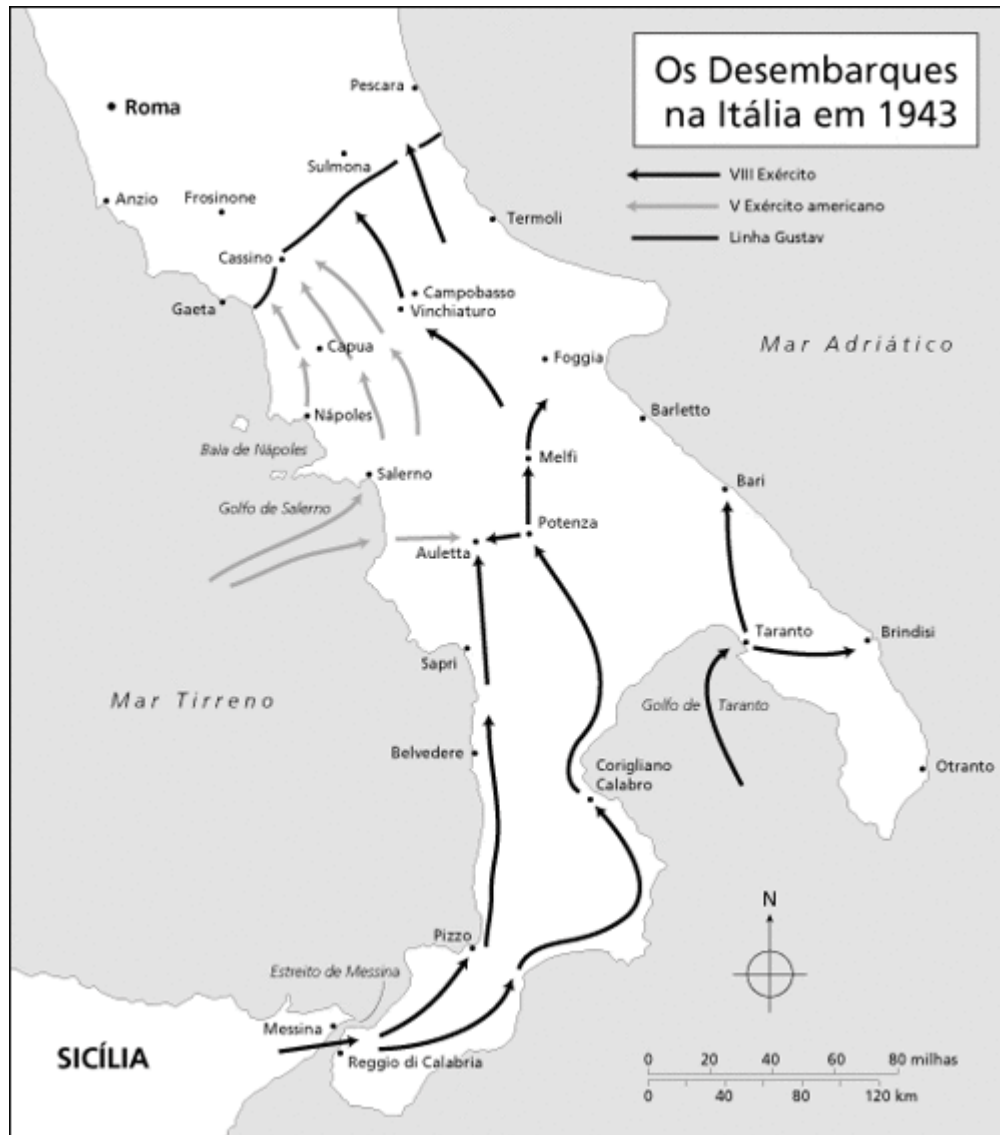 Os Desembarques
na Itália em 1943
VIII Exército
V Exército americano
Linha Gustav
Pescara
Roma
Sulmona
Anzio
Frosinone
Termoli
Cassino
Gaeta
Campobasso
Vinchiaturo
Capua
Foggia
Mar Adriático
Nápoles
Barletto
Baía de Nápoles
Salerno
Melfi
Bari
Golfo de Salerno
Potenza
Auletta
Taranto
Brindisi
Sapri
Mar Tirreno
Golfo de Taranto
Belvedere
Corigliano
Calabro
Otranto
N
Pizzo
Estreito de Messina
Messina
SICÍLIA
Reggio di Calabria
0 20 40 60 80 milhas
0 40 80 120 km